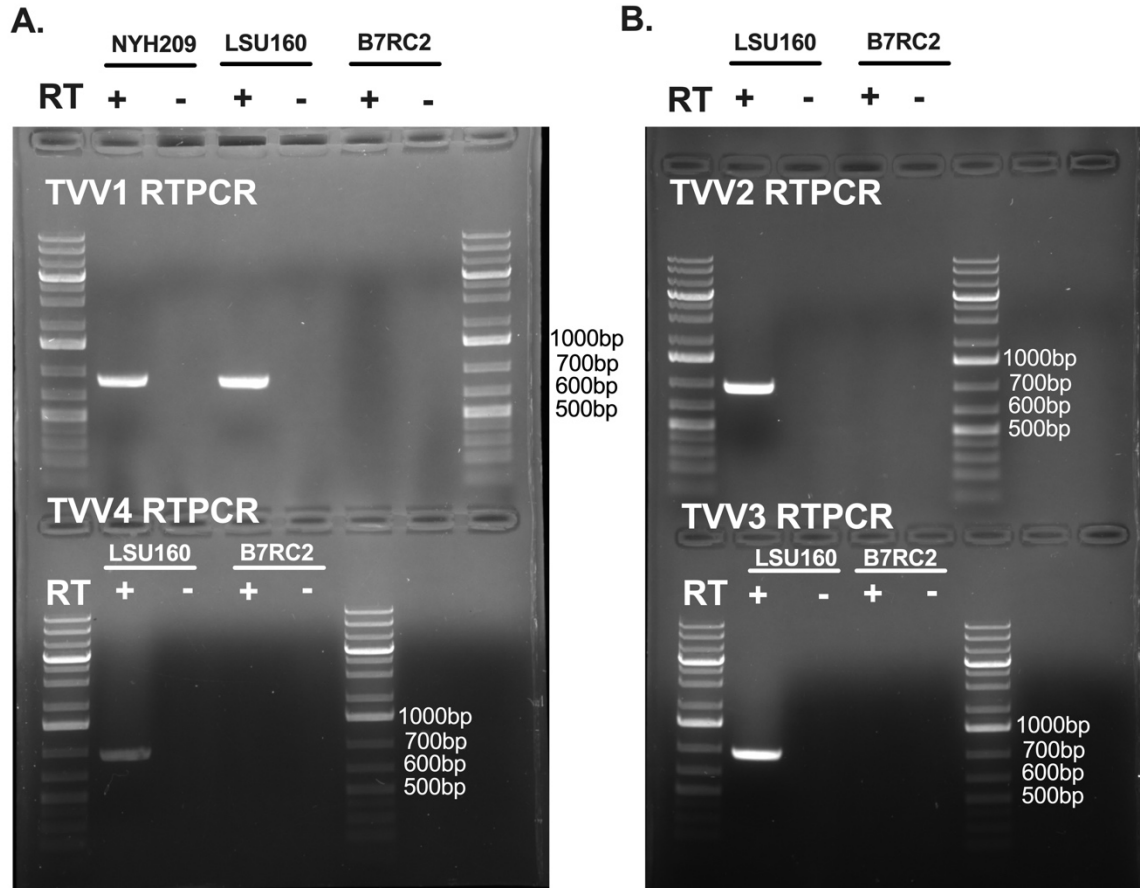 A.
NYH209 LSU160 B7RC2
RT + - + - + -
TVV1 RTPCR
1000bp
700bp
600bp
500bp
TVV4 RTPCR
LSU160 B7RC2
RT + - + -
1000bp
700bp
600bp
500bp
B.
LSU160 B7RC2
RT + - + -
TVV2 RTPCR
1000bp
700bp
600bp
500bp
TVV3 RTPCR
LSU160 B7RC2
RT + - + -
1000bp
700bp
600bp
500bp